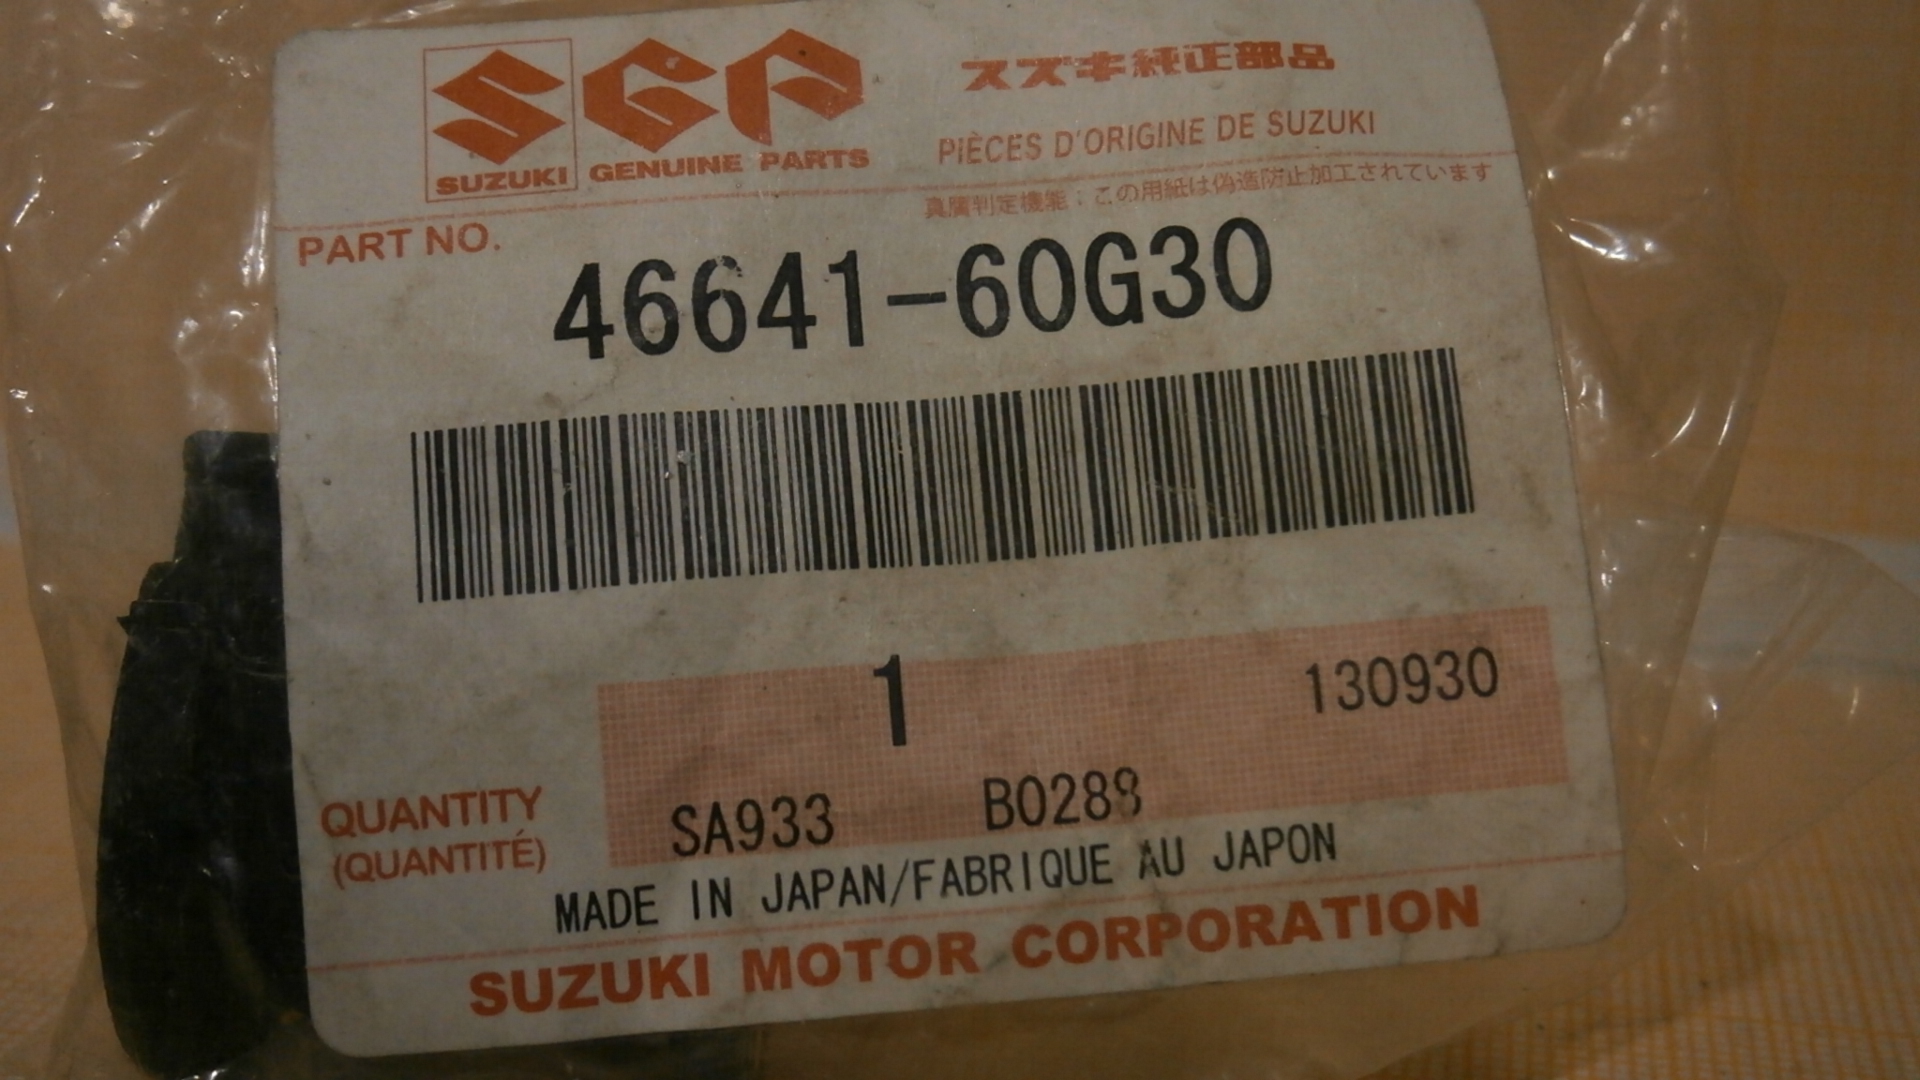 SGP スズキ純正部品
SUZUKI GENUINE PARTS PIÈCES D'ORIGINE DE SUZUKI
真贋判定機能：この用紙は偽造防止加工されています
PART NO. 46641-60G30
1 130930
QUANTITY SA933 B0288
(QUANTITÉ)
MADE IN JAPAN/FABRIQUE AU JAPON
SUZUKI MOTOR CORPORATION